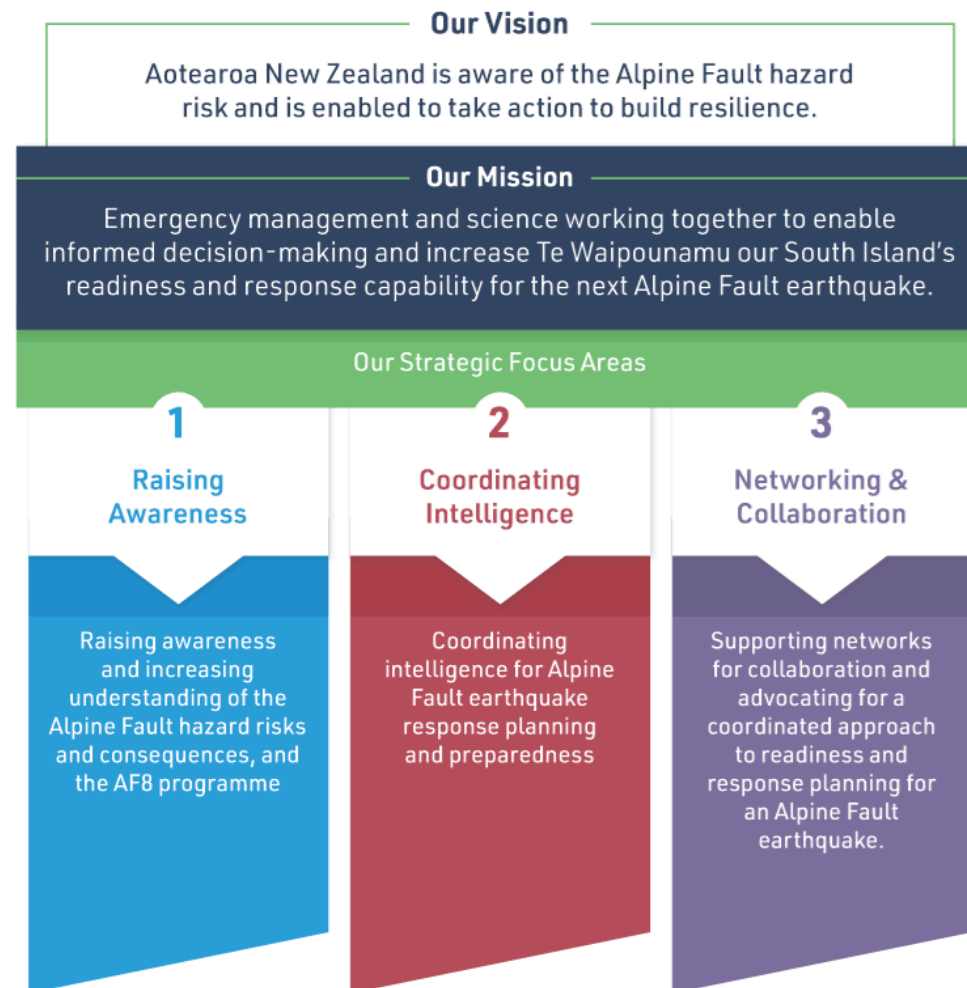 Our Vision
Aotearoa New Zealand is aware of the Alpine Fault hazard
risk and is enabled to take action to build resilience.
Our Mission
Emergency management and science working together to enable
informed decision-making and increase Te Waipounamu our South Island's
readiness and response capability for the next Alpine Fault earthquake.
Our Strategic Focus Areas
1
Raising
Awareness
Raising awareness
and increasing
understanding of the
Alpine Fault hazard risks
and consequences, and
the AF8 programme
2
Coordinating
Intelligence
Coordinating
intelligence for Alpine
Fault earthquake
response planning
and preparedness
3
Networking &
Collaboration
Supporting networks
for collaboration and
advocating for a
coordinated approach
to readiness and
response planning for
an Alpine Fault
earthquake.